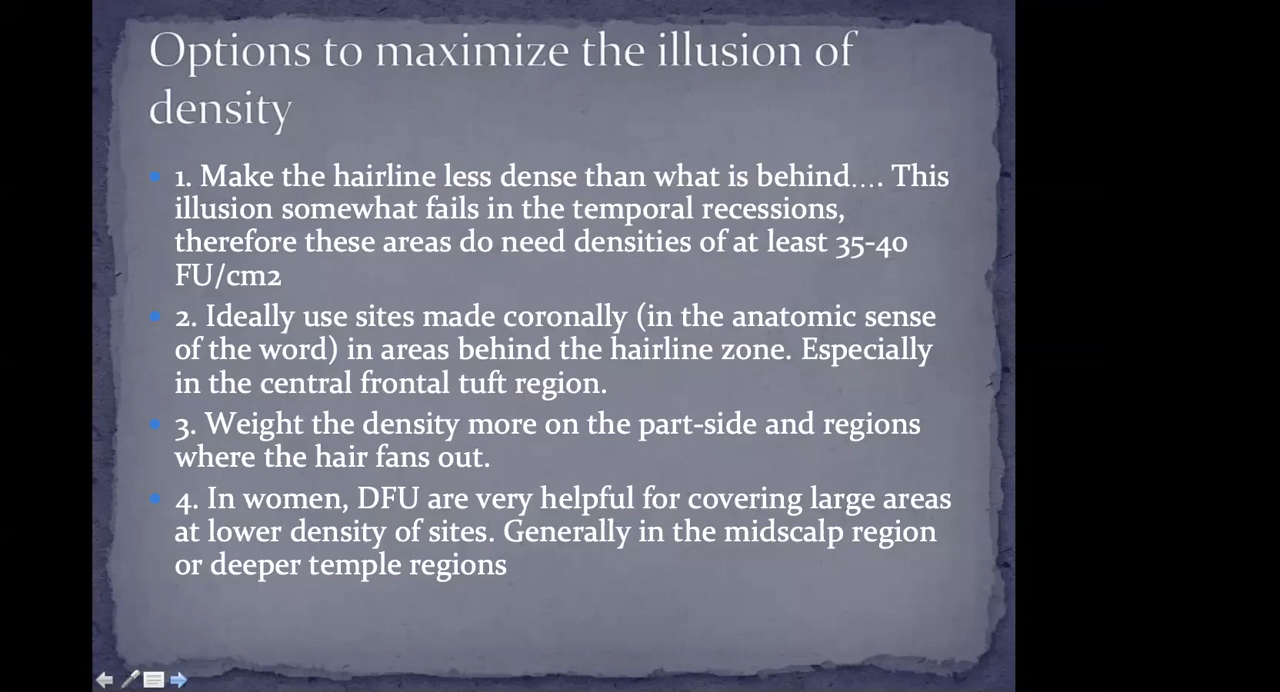 Options to maximize the illusion of
density
1. Make the hairline less dense than what is behind.... This
illusion somewhat fails in the temporal recessions,
therefore these areas do need densities of at least 35-40
FU/cm2
2. Ideally use sites made coronally (in the anatomic sense
of the word) in areas behind the hairline zone. Especially
in the central frontal tuft region.
3. Weight the density more on the part-side and regions
where the hair fans out.
4. In women, DFU are very helpful for covering large areas
at lower density of sites. Generally in the midscalp region
or deeper temple regions